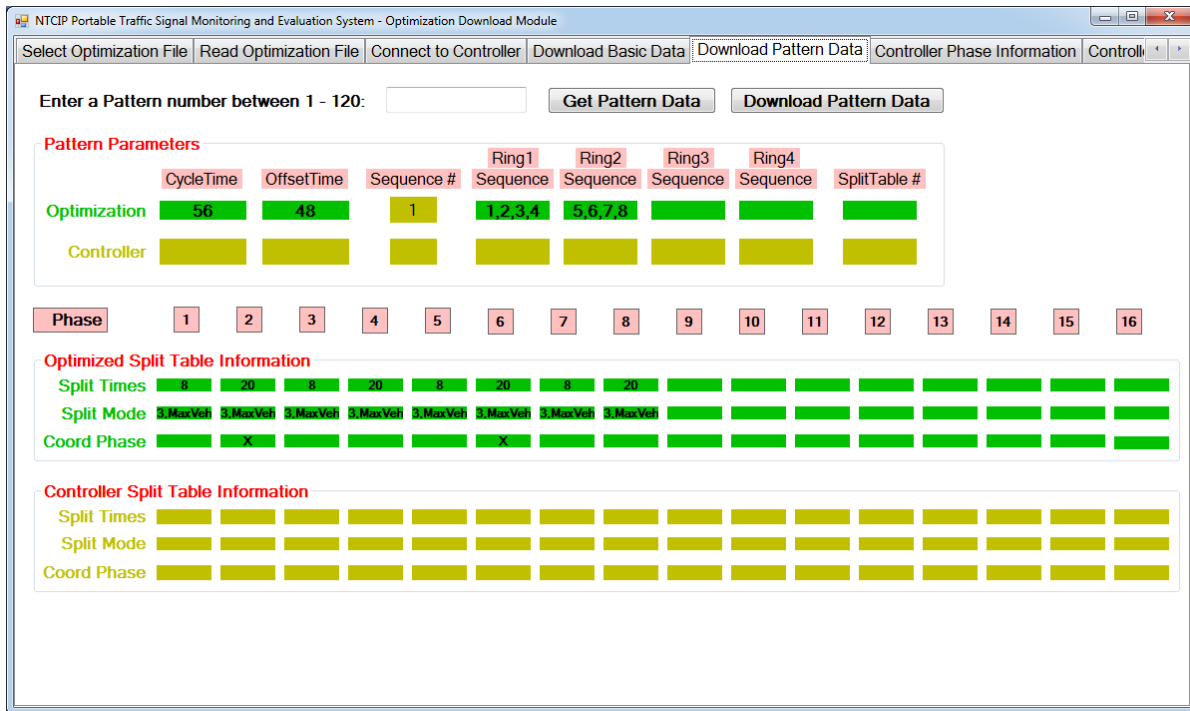 NTCIP Portable Traffic Signal Monitoring and Evaluation System - Optimization Download Module
Select Optimization File Read Optimization File Connect to Controller Download Basic Data Download Pattern Data Controller Phase Information Controll
Enter a Pattern number between 1 - 120: Get Pattern Data Download Pattern Data
Pattern Parameters
Ring1 Ring2 Ring3 Ring4
CycleTime OffsetTime Sequence # Sequence Sequence Sequence Sequence SplitTable #
Optimization 56 48 1 1,2,3,4 5,6,7,8
Controller
Phase 1 2 3 4 5 6 7 8 9 10 11 12 13 14 15 16
Optimized Split Table Information
Split Times 8 20 8 20 8 20 8 20
Split Mode 3.MaxVeh 3.MaxVeh 3.MaxVeh 3.MaxVeh 3.MaxVeh 3.MaxVeh 3.MaxVeh 3.MaxVeh
Coord Phase X X
Controller Split Table Information
Split Times
Split Mode
Coord Phase